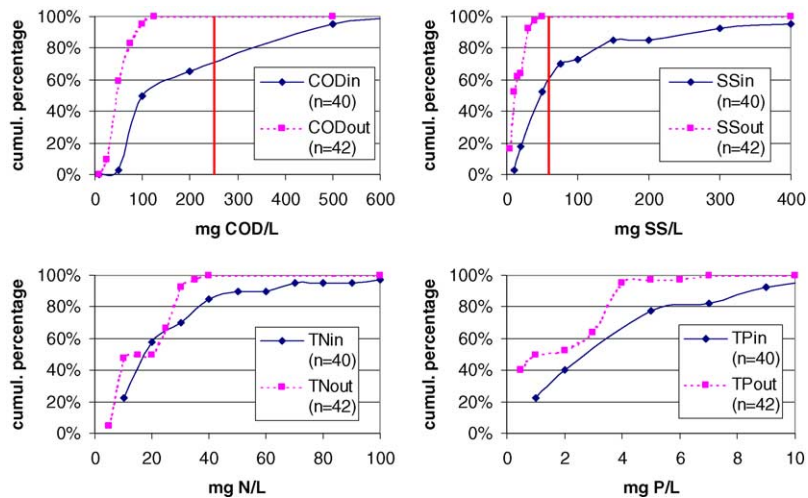 100%
80%
60%
40%
20%
0%
cumul. percentage
0 200 400 600
mg COD/L
CODin
(n=40)
CODout
(n=42)
100%
80%
60%
40%
20%
0%
cumul. percentage
0 100 200 300 400
mg SS/L
SSin
(n=40)
SSout
(n=42)
100%
80%
60%
40%
20%
0%
cumul. percentage
0 20 40 60 80 100
mg N/L
TNin
(n=40)
TNout
(n=42)
100%
80%
60%
40%
20%
0%
cumul. percentage
0 2 4 6 8 10
mg P/L
TPin
(n=40)
TPout
(n=42)